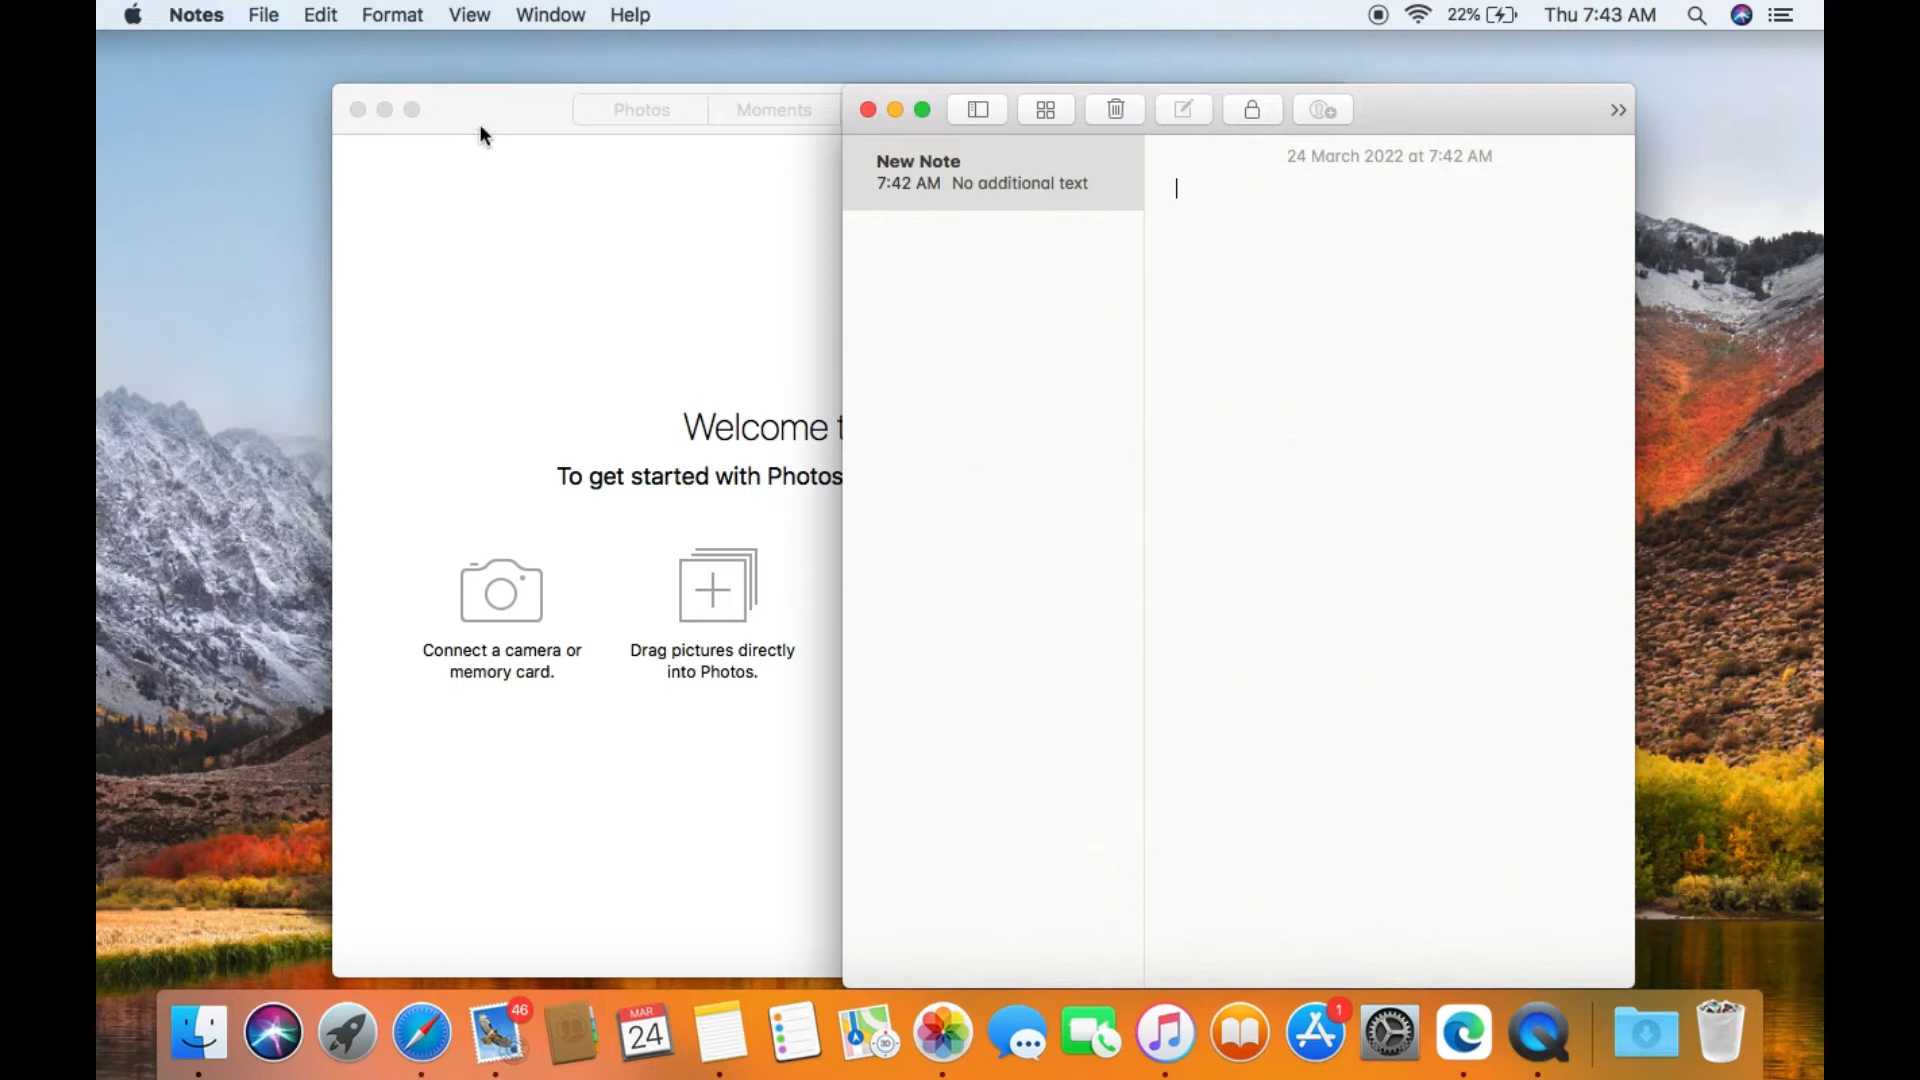 Notes File Edit Format View Window Help 22% Thu 7:43 AM
Photos Moments
New Note
7:42 AM No additional text
24 March 2022 at 7:42 AM
Welcome t
To get started with Photos
Connect a camera or
memory card.
Drag pictures directly
into Photos.
46
MAR
24
3D
1